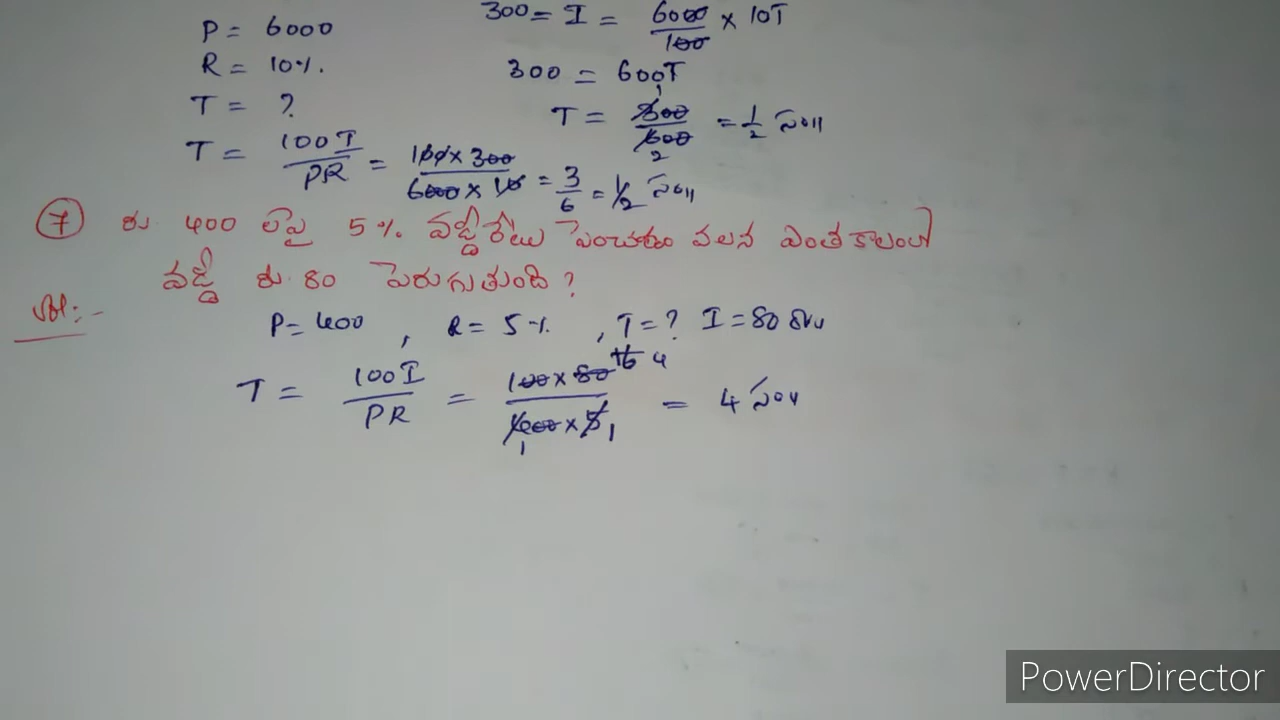 P = 6000
R = 10%.
T = ?
T = 100I/PR = 100 x 300/6000 x 10 = 3/6 = 1/2 సం॥
300 = I = 6000/100 x 10T
300 = 600T
T = 300/600 = 1/2 సం॥
7 రు 400 లపై 5%. వడ్డీరేటు పెంచుటం వలన ఎంతకాలంలో
వడ్డీ రు. 80 పెరుగుతుంది?
Sol:-
P = 400 , R = 5%. , T = ? I = 80 రూ॥
T = 100I/PR = 100 x 80/400 x 5 = 4 సం॥
PowerDirector